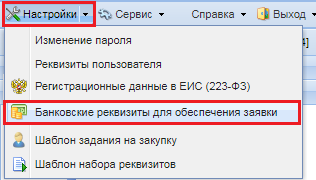 Настройки Сервис Справка Выход
4]
Изменение пароля
Реквизиты пользователя
Регистрационные данные в ЕИС (223-ФЗ)
Банковские реквизиты для обеспечения заявки
Шаблон задания на закупку
Шаблон набора реквизитов